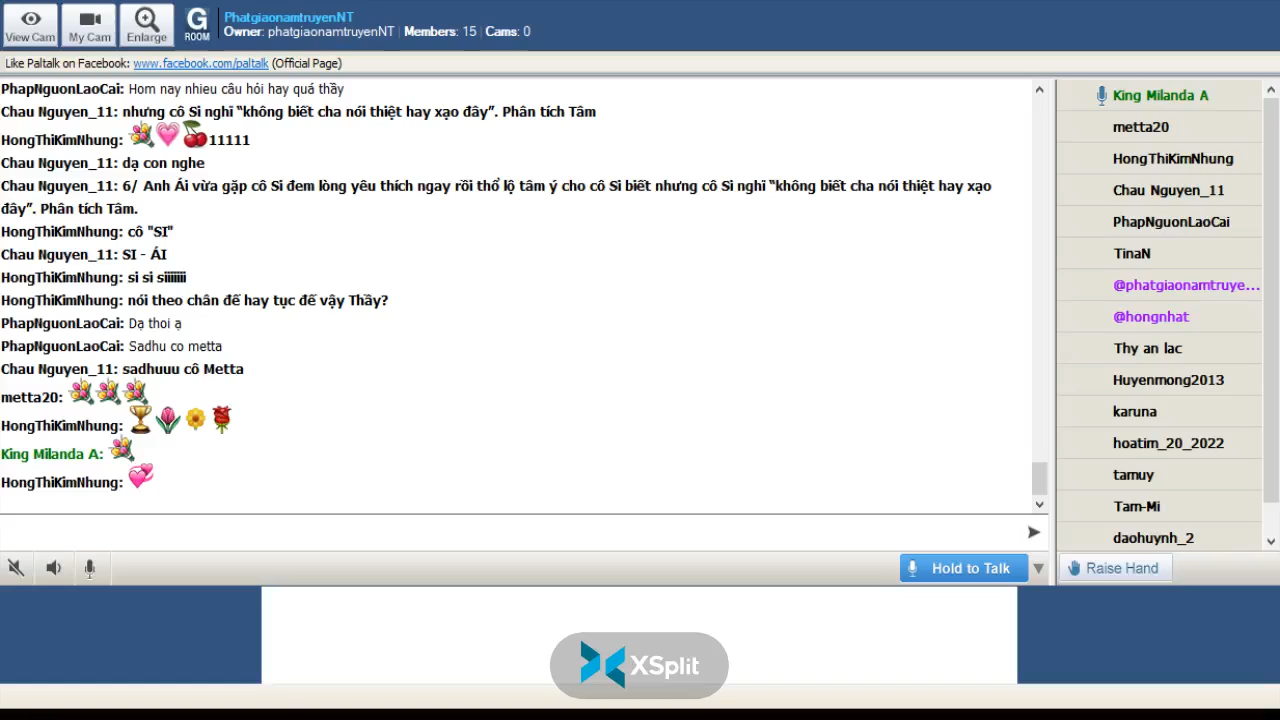 View Cam
My Cam
Enlarge
G
ROOM
PhatgiaonamtruyenNT
Owner: phatgiaonamtruyenNT | Members: 15 | Cams: 0
Like Paltalk on Facebook: www.facebook.com/paltalk (Official Page)
PhapNguonLaoCai: Hom nay nhieu câu hỏi hay quá thầy
Chau Nguyen_11: nhưng cô Si nghĩ “không biết cha nói thiệt hay xạo đây”. Phân tích Tâm
HongThiKimNhung: 11111
Chau Nguyen_11: dạ con nghe
Chau Nguyen_11: 6/ Anh Ái vừa gặp cô Si đem lòng yêu thích ngay rồi thổ lộ tâm ý cho cô Si biết nhưng cô Si nghĩ “không biết cha nói thiệt hay xạo
đây”. Phân tích Tâm.
HongThiKimNhung: cô "SI"
Chau Nguyen_11: SI - ÁI
HongThiKimNhung: si si siiiiiii
HongThiKimNhung: nói theo chân đế hay tục đế vậy Thầy?
PhapNguonLaoCai: Dạ thoi ạ
PhapNguonLaoCai: Sadhu co metta
Chau Nguyen_11: sadhuuu cô Metta
metta20:
HongThiKimNhung:
King Milanda A:
HongThiKimNhung:
Hold to Talk
King Milanda A
metta20
HongThiKimNhung
Chau Nguyen_11
PhapNguonLaoCai
TinaN
@phatgiaonamtruye...
@hongnhat
Thy an lac
Huyenmong2013
karuna
hoatim_20_2022
tamuy
Tam-Mi
daohuynh_2
Raise Hand
XSplit